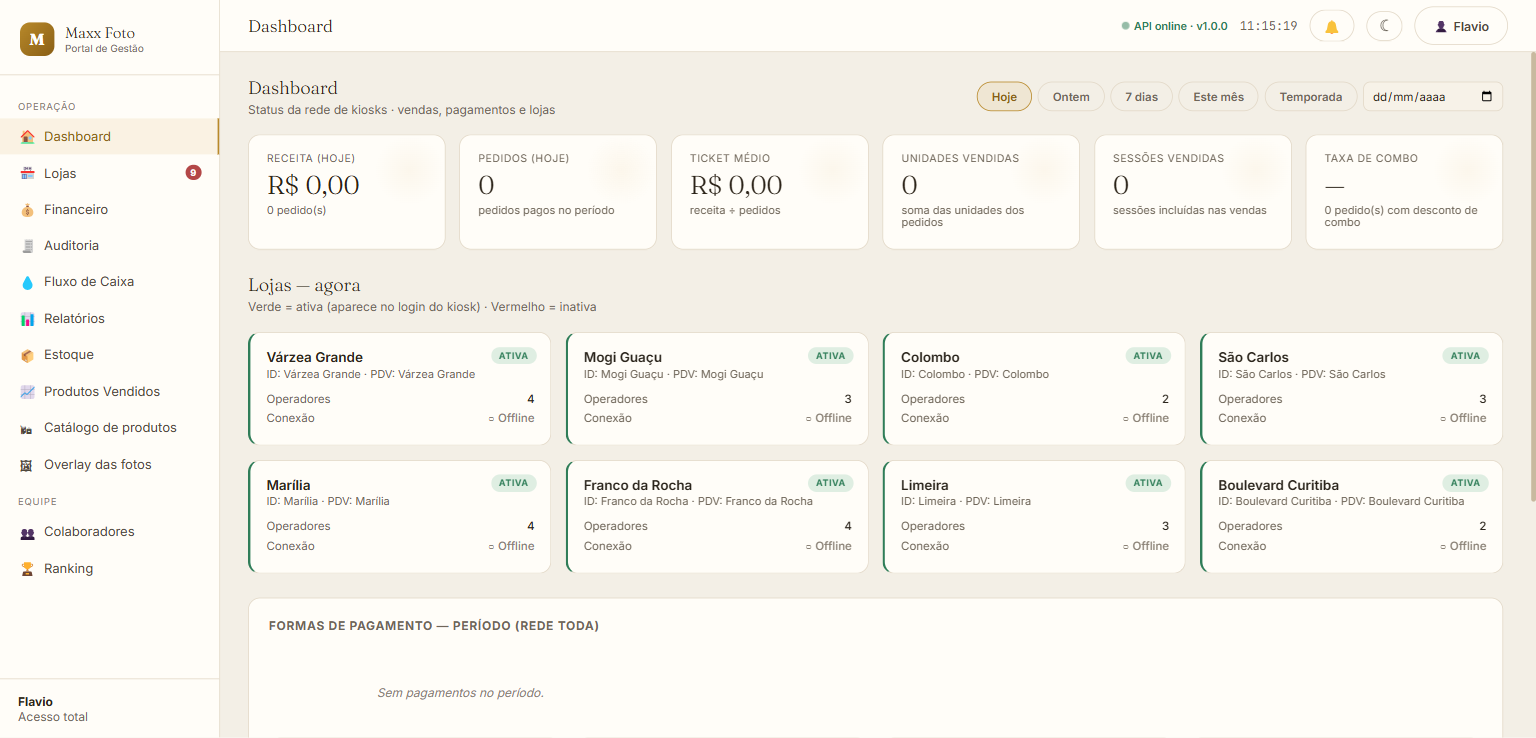 M
Maxx Foto
Portal de Gestão
OPERAÇÃO
Dashboard
Lojas
9
Financeiro
Auditoria
Fluxo de Caixa
Relatórios
Estoque
Produtos Vendidos
Catálogo de produtos
Overlay das fotos
EQUIPE
Colaboradores
Ranking
Flavio
Acesso total
Dashboard
API online · v1.0.0
11:15:19
Flavio
Dashboard
Status da rede de kiosks · vendas, pagamentos e lojas
Hoje
Ontem
7 dias
Este mês
Temporada
dd/mm/aaaa
RECEITA (HOJE)
R$ 0,00
0 pedido(s)
PEDIDOS (HOJE)
0
pedidos pagos no período
TICKET MÉDIO
R$ 0,00
receita ÷ pedidos
UNIDADES VENDIDAS
0
soma das unidades dos
pedidos
SESSÕES VENDIDAS
0
sessões incluídas nas vendas
TAXA DE COMBO
—
0 pedido(s) com desconto de
combo
Lojas — agora
Verde = ativa (aparece no login do kiosk) · Vermelho = inativa
Várzea Grande
ATIVA
ID: Várzea Grande · PDV: Várzea Grande
Operadores 4
Conexão ○ Offline
Mogi Guaçu
ATIVA
ID: Mogi Guaçu · PDV: Mogi Guaçu
Operadores 3
Conexão ○ Offline
Colombo
ATIVA
ID: Colombo · PDV: Colombo
Operadores 2
Conexão ○ Offline
São Carlos
ATIVA
ID: São Carlos · PDV: São Carlos
Operadores 3
Conexão ○ Offline
Marília
ATIVA
ID: Marília · PDV: Marília
Operadores 4
Conexão ○ Offline
Franco da Rocha
ATIVA
ID: Franco da Rocha · PDV: Franco da Rocha
Operadores 4
Conexão ○ Offline
Limeira
ATIVA
ID: Limeira · PDV: Limeira
Operadores 3
Conexão ○ Offline
Boulevard Curitiba
ATIVA
ID: Boulevard Curitiba · PDV: Boulevard Curitiba
Operadores 2
Conexão ○ Offline
FORMAS DE PAGAMENTO — PERÍODO (REDE TODA)
Sem pagamentos no período.